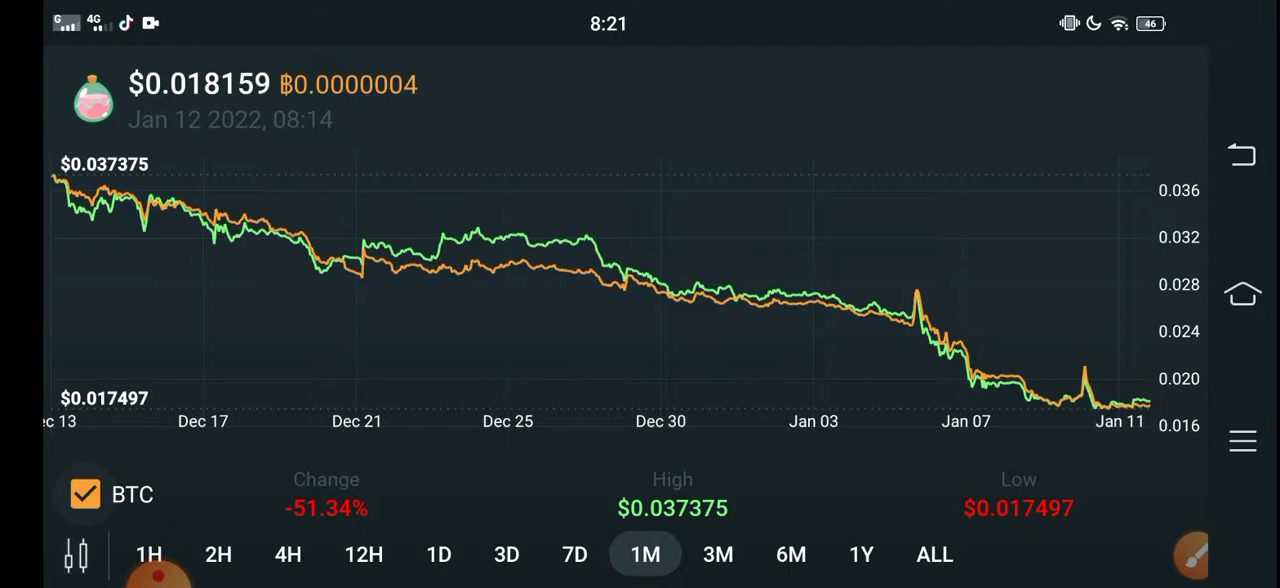 G 4G 8:21 46
$0.018159 ฿0.0000004
Jan 12 2022, 08:14
$0.037375
0.036
0.032
0.028
0.024
0.020
$0.017497
0.016
c 13 Dec 17 Dec 21 Dec 25 Dec 30 Jan 03 Jan 07 Jan 11
BTC
Change High Low
-51.34% $0.037375 $0.017497
1H 2H 4H 12H 1D 3D 7D 1M 3M 6M 1Y ALL